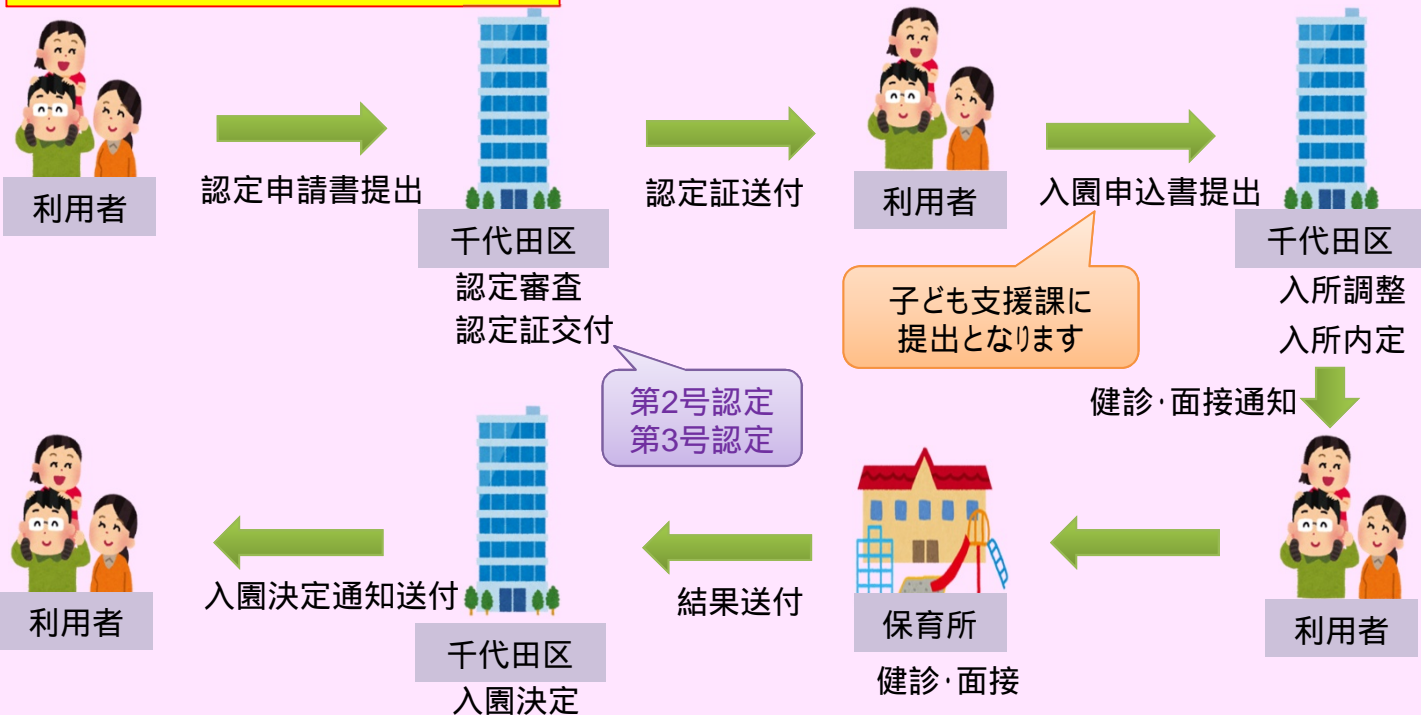 利用者
認定申請書提出
千代田区
認定審査
認定証交付
第2号認定
第3号認定
認定証送付
利用者
入園申込書提出
子ども支援課に
提出となります
千代田区
入所調整
入所内定
健診・面接通知
利用者
保育所
健診・面接
結果送付
千代田区
入園決定
入園決定通知送付
利用者